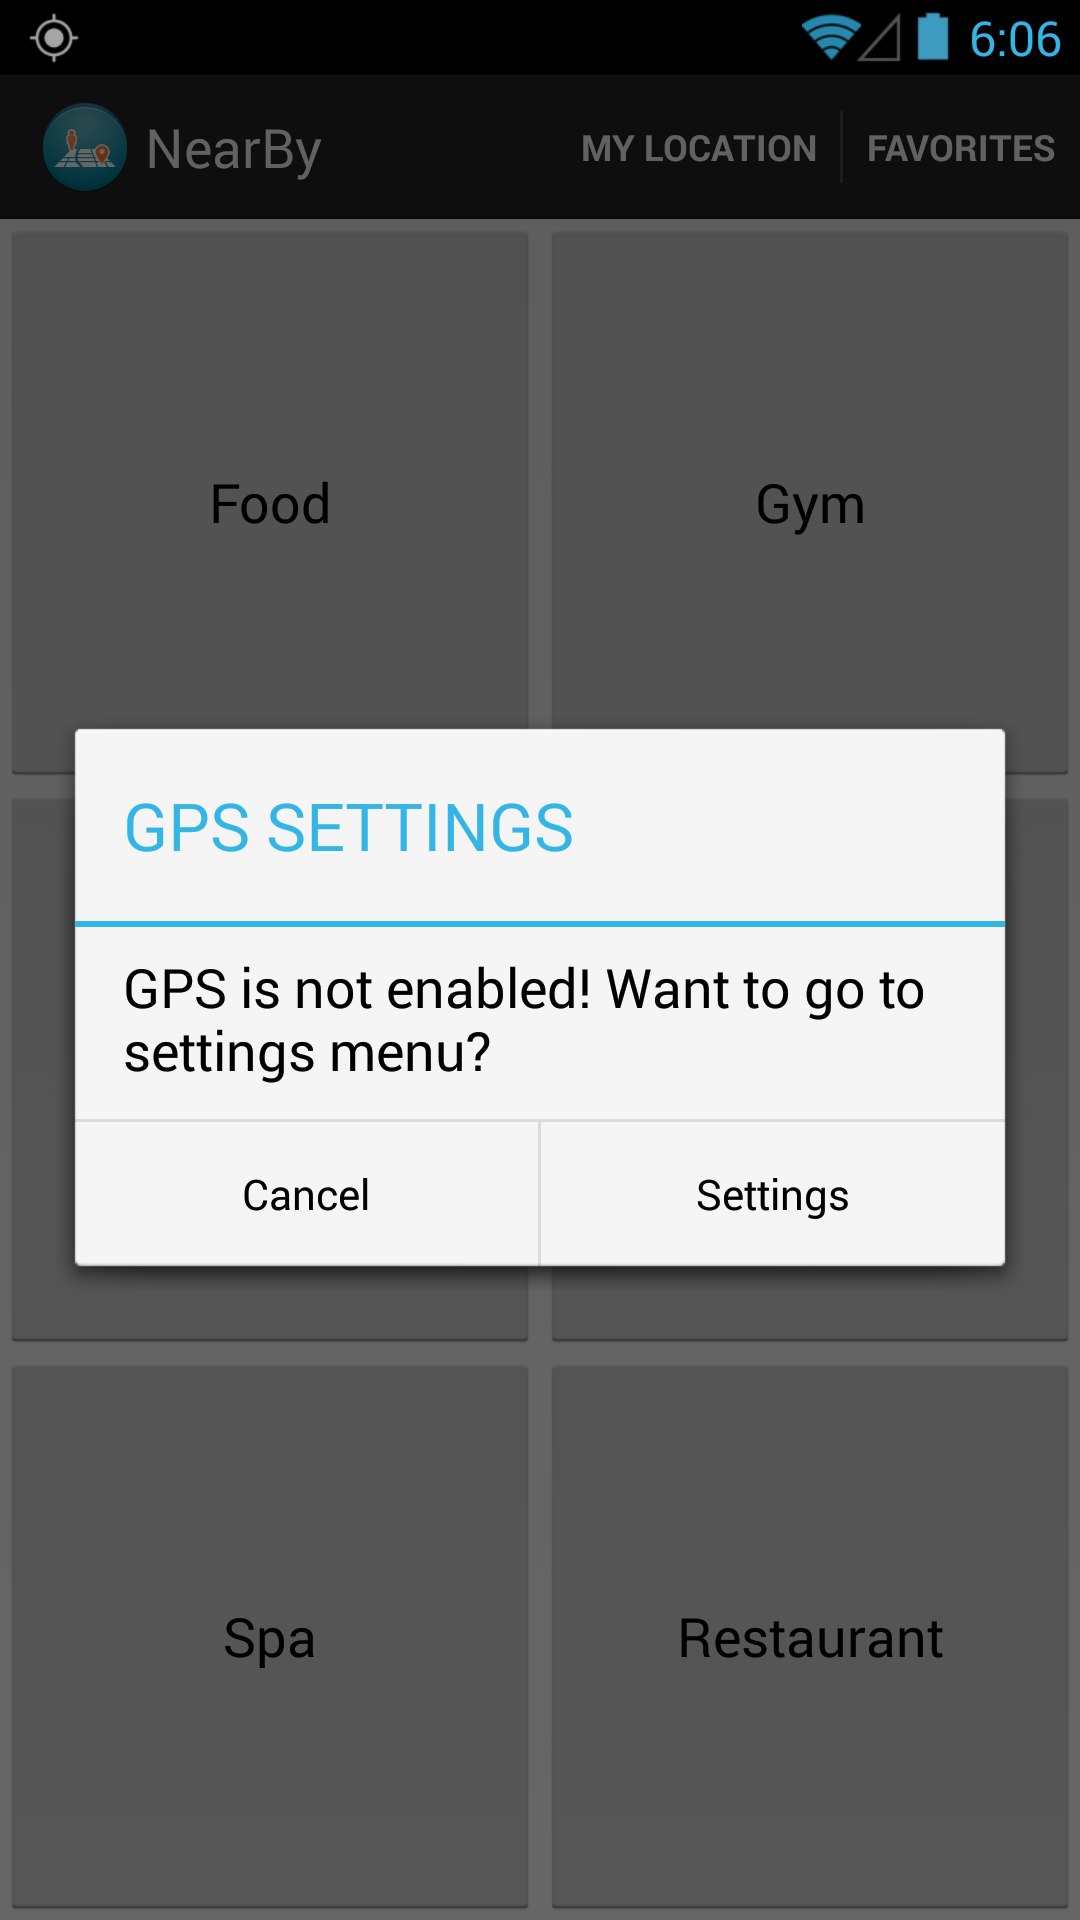 6:06
NearBy
MY LOCATION
FAVORITES
Food
Gym
GPS SETTINGS
GPS is not enabled! Want to go to
settings menu?
Cancel
Settings
Spa
Restaurant